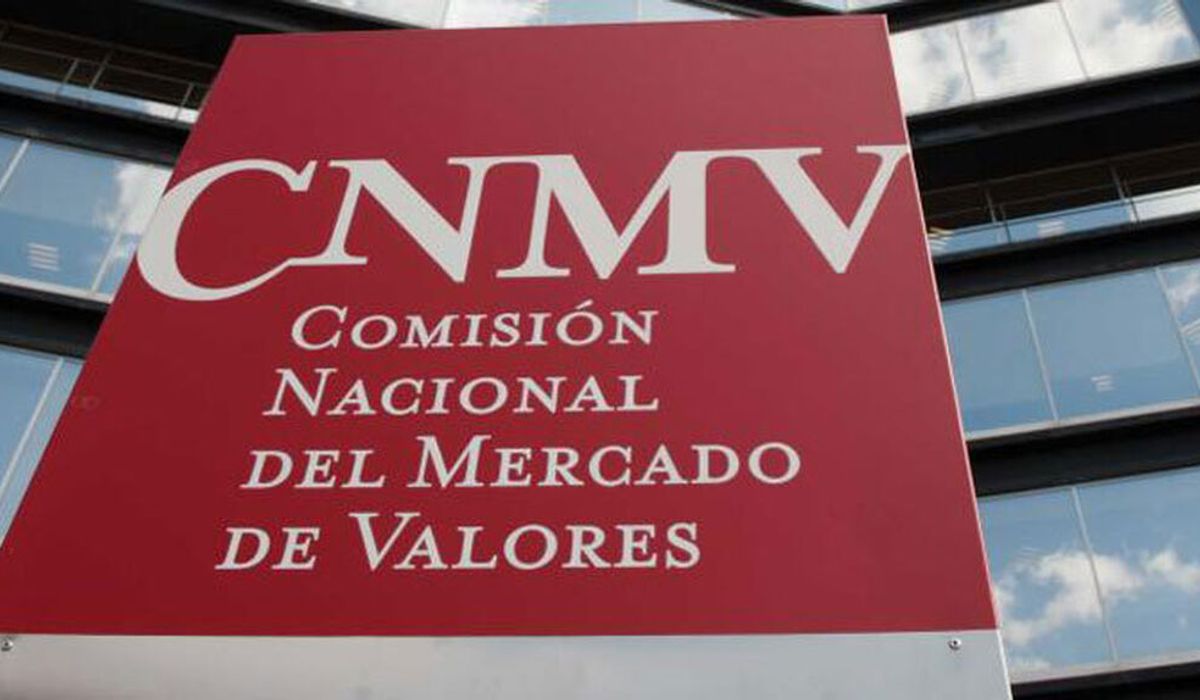 CNMV
COMISIÓN
NACIONAL
DEL MERCADO
DE VALORES